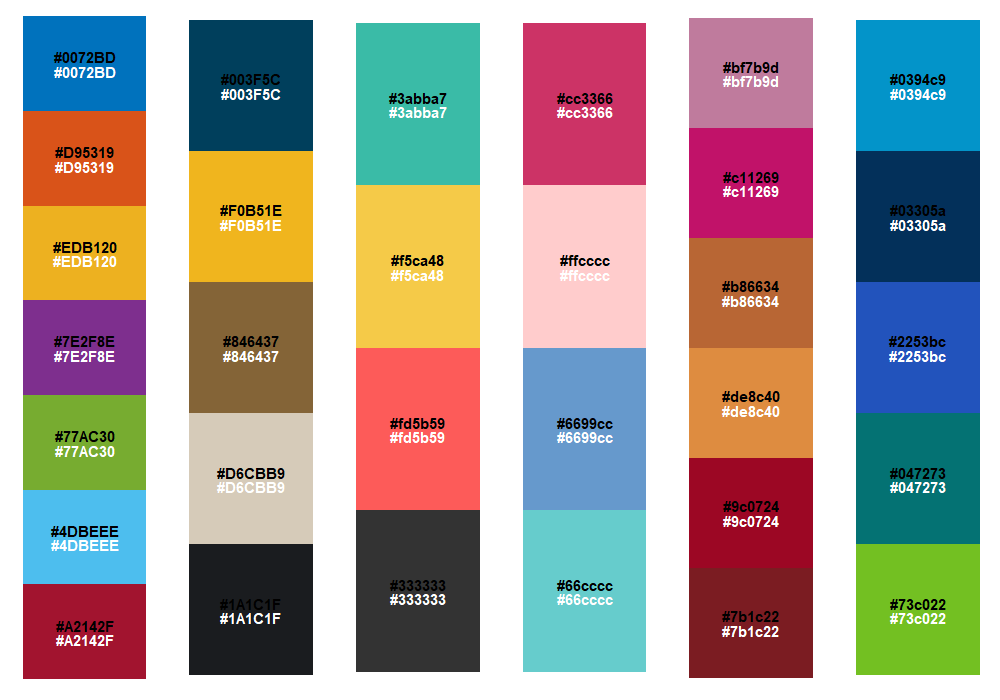 #0072BD
#0072BD
#D95319
#D95319
#EDB120
#EDB120
#7E2F8E
#7E2F8E
#77AC30
#77AC30
#4DBEEE
#4DBEEE
#A2142F
#A2142F
#003F5C
#003F5C
#F0B51E
#F0B51E
#846437
#846437
#D6CBB9
#D6CBB9
#1A1C1F
#1A1C1F
#3abba7
#3abba7
#f5ca48
#f5ca48
#fd5b59
#fd5b59
#333333
#333333
#cc3366
#cc3366
#ffcccc
#ffcccc
#6699cc
#6699cc
#66cccc
#66cccc
#bf7b9d
#bf7b9d
#c11269
#c11269
#b86634
#b86634
#de8c40
#de8c40
#9c0724
#9c0724
#7b1c22
#7b1c22
#0394c9
#0394c9
#03305a
#03305a
#2253bc
#2253bc
#047273
#047273
#73c022
#73c022